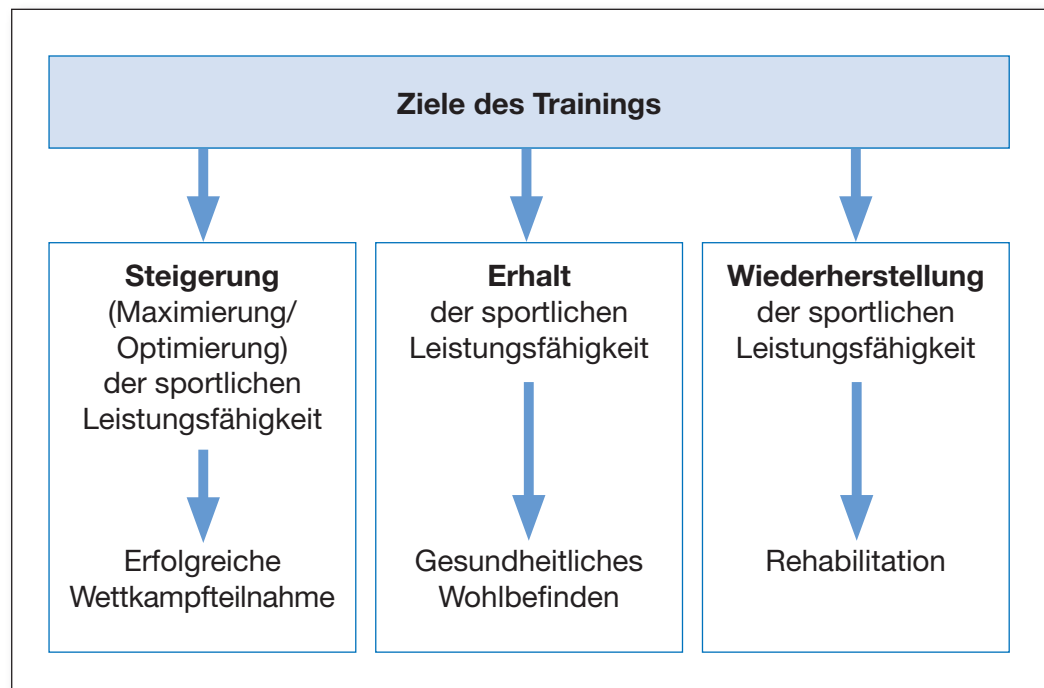 Ziele des Trainings
Steigerung
(Maximierung/
Optimierung)
der sportlichen
Leistungsfähigkeit
Erfolgreiche
Wettkampfteilnahme
Erhalt
der sportlichen
Leistungsfähigkeit
Gesundheitliches
Wohlbefinden
Wiederherstellung
der sportlichen
Leistungsfähigkeit
Rehabilitation